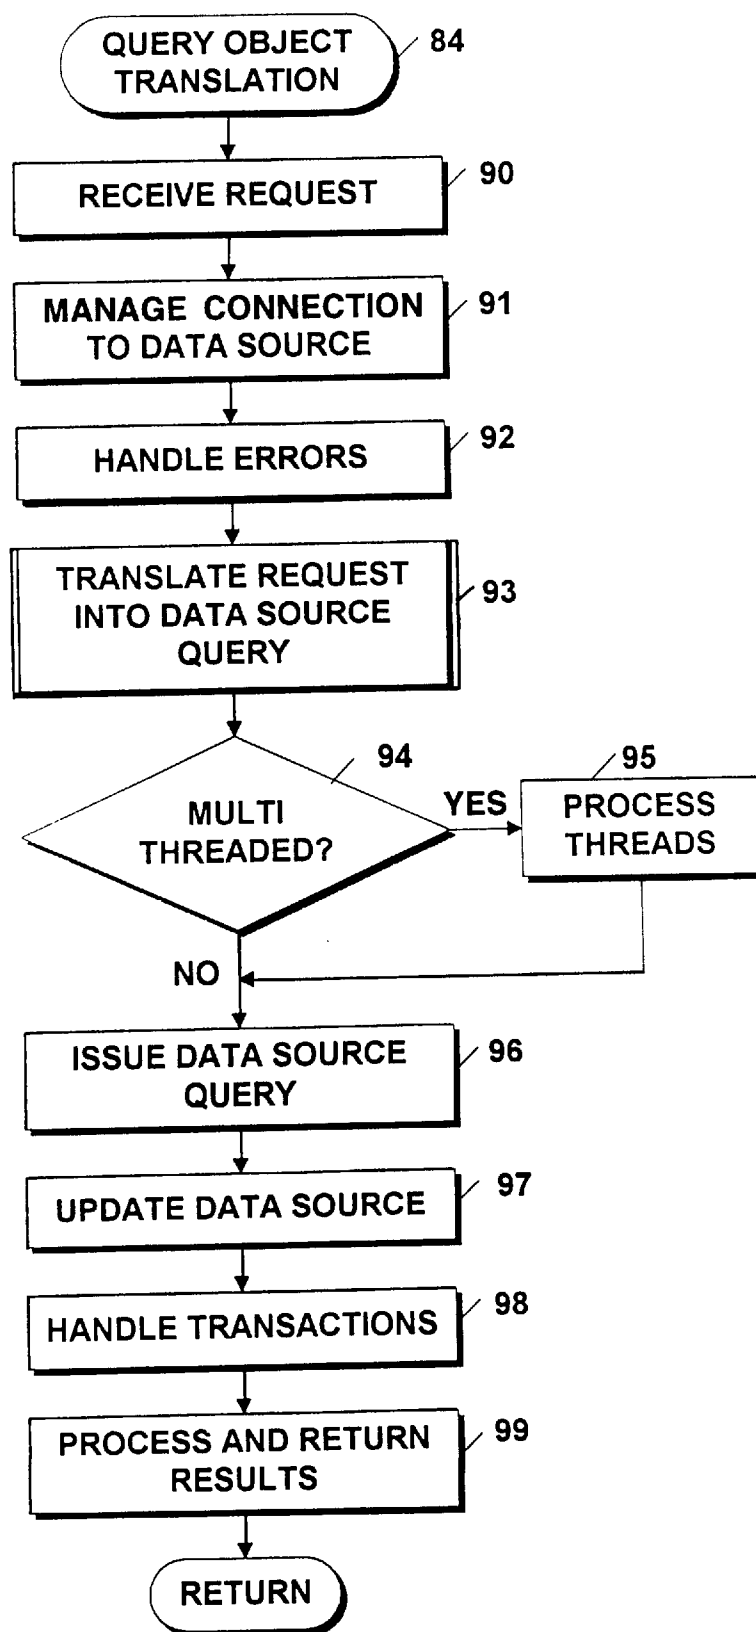 QUERY OBJECT
TRANSLATION
84
RECEIVE REQUEST
90
MANAGE CONNECTION
TO DATA SOURCE
91
HANDLE ERRORS
92
TRANSLATE REQUEST
INTO DATA SOURCE
QUERY
93
MULTI
THREADED?
94
YES
PROCESS
THREADS
95
NO
ISSUE DATA SOURCE
QUERY
96
UPDATE DATA SOURCE
97
HANDLE TRANSACTIONS
98
PROCESS AND RETURN
RESULTS
99
RETURN